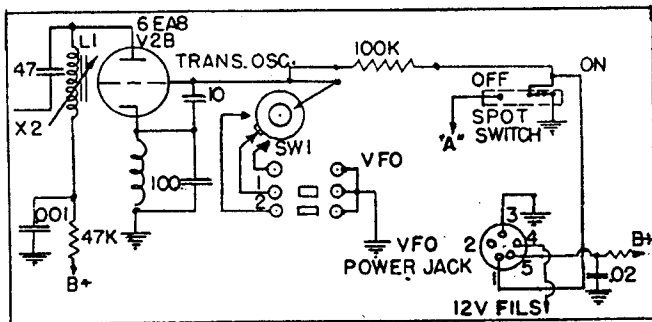 6EA8
V2B
L1
47
X2
TRANS. OSC.
10
100
.001
47K
B+
100K
SW1
1
2
VFO
OFF
ON
SPOT
SWITCH
"A"
VFO
POWER JACK
3
2
4
5
1
B+
.02
12V FILS